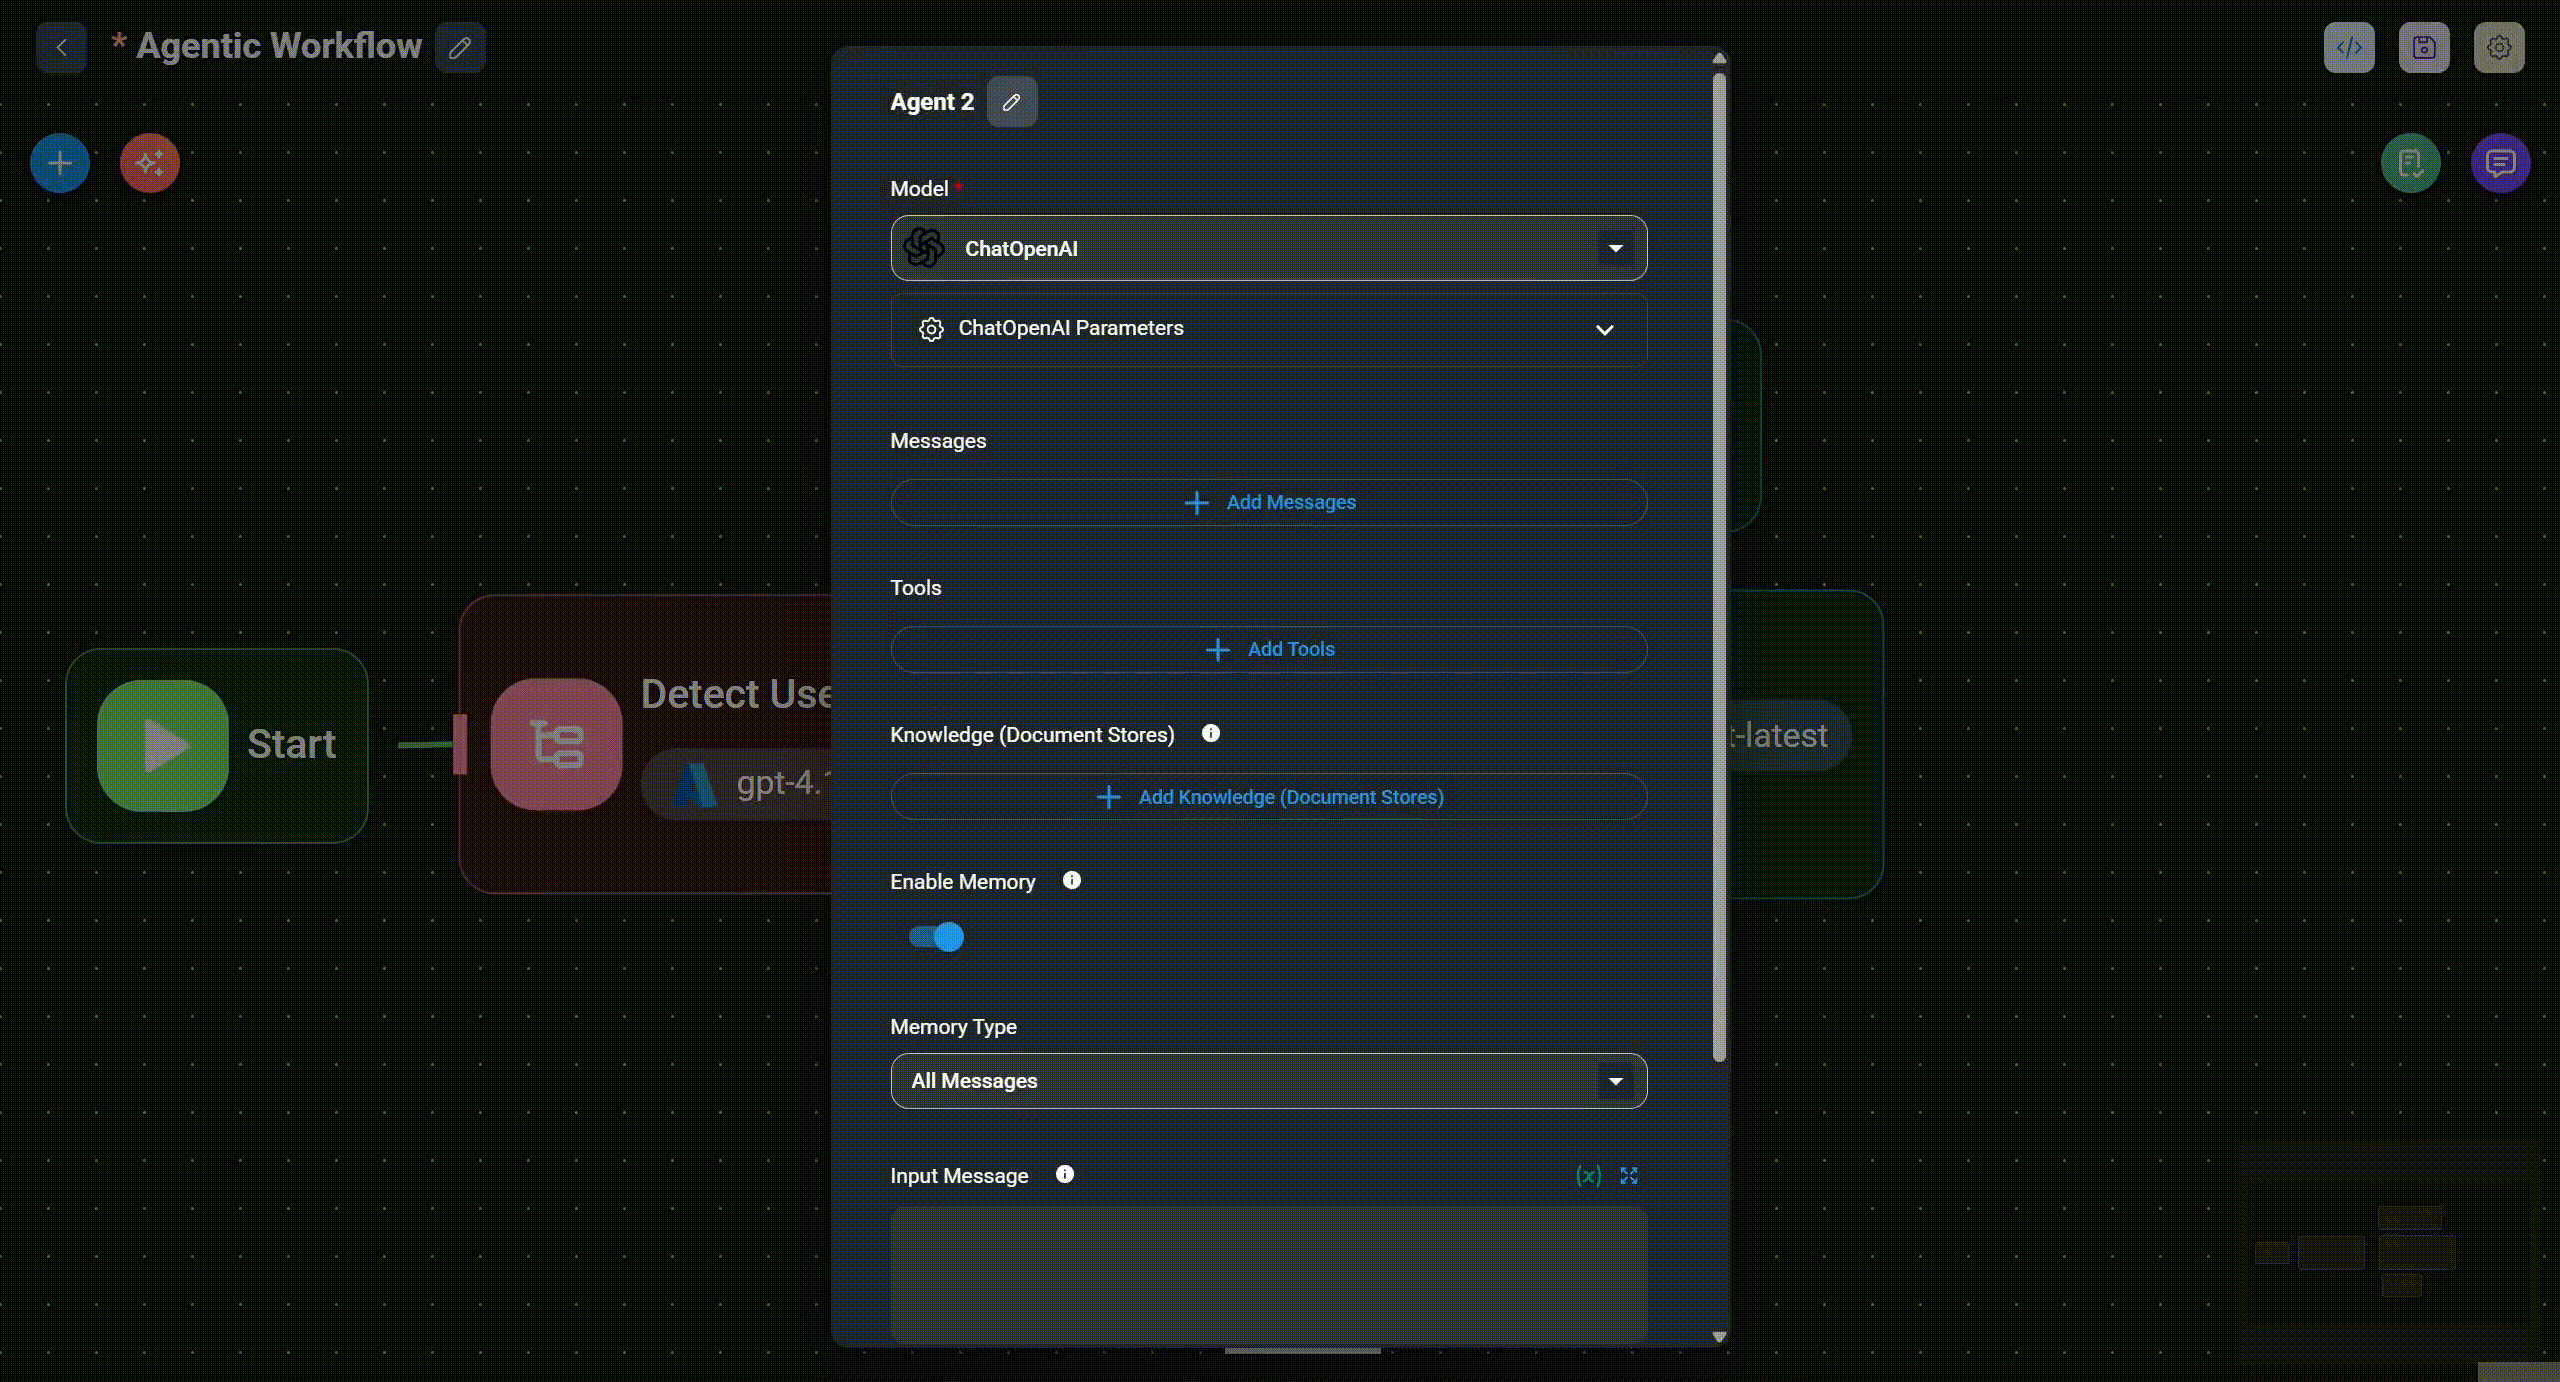 * Agentic Workflow
Agent 2
Model *
ChatOpenAI
ChatOpenAI Parameters
Messages
Add Messages
Tools
Add Tools
Start
Detect Use
gpt-4.1
t-latest
Knowledge (Document Stores)
Add Knowledge (Document Stores)
Enable Memory
Memory Type
All Messages
Input Message
(x)